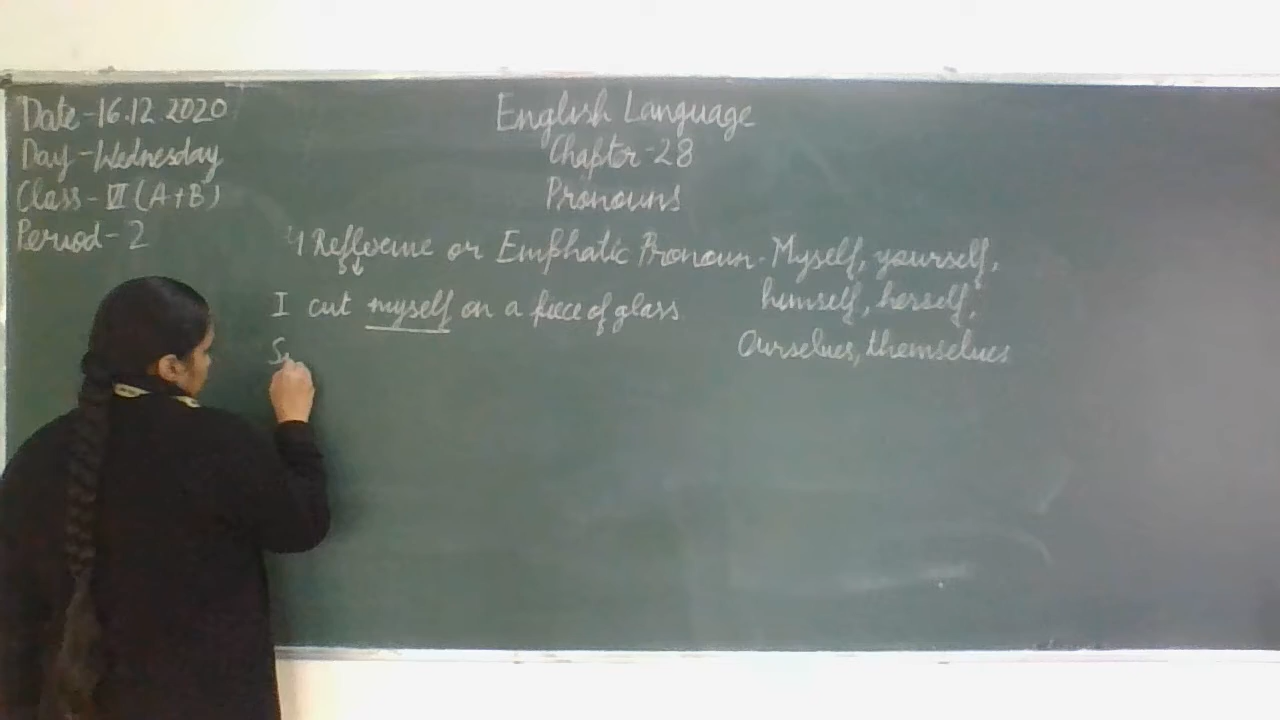 Date-16.12.2020
Day-Wednesday
Class-VI (A+B)
Period-2
English Language
Chapter-28
Pronouns
4 Reflexive or Emphatic Pronoun. Myself, yourself,
himself, herself,
Ourselves, themselves
I cut myself on a piece of glass